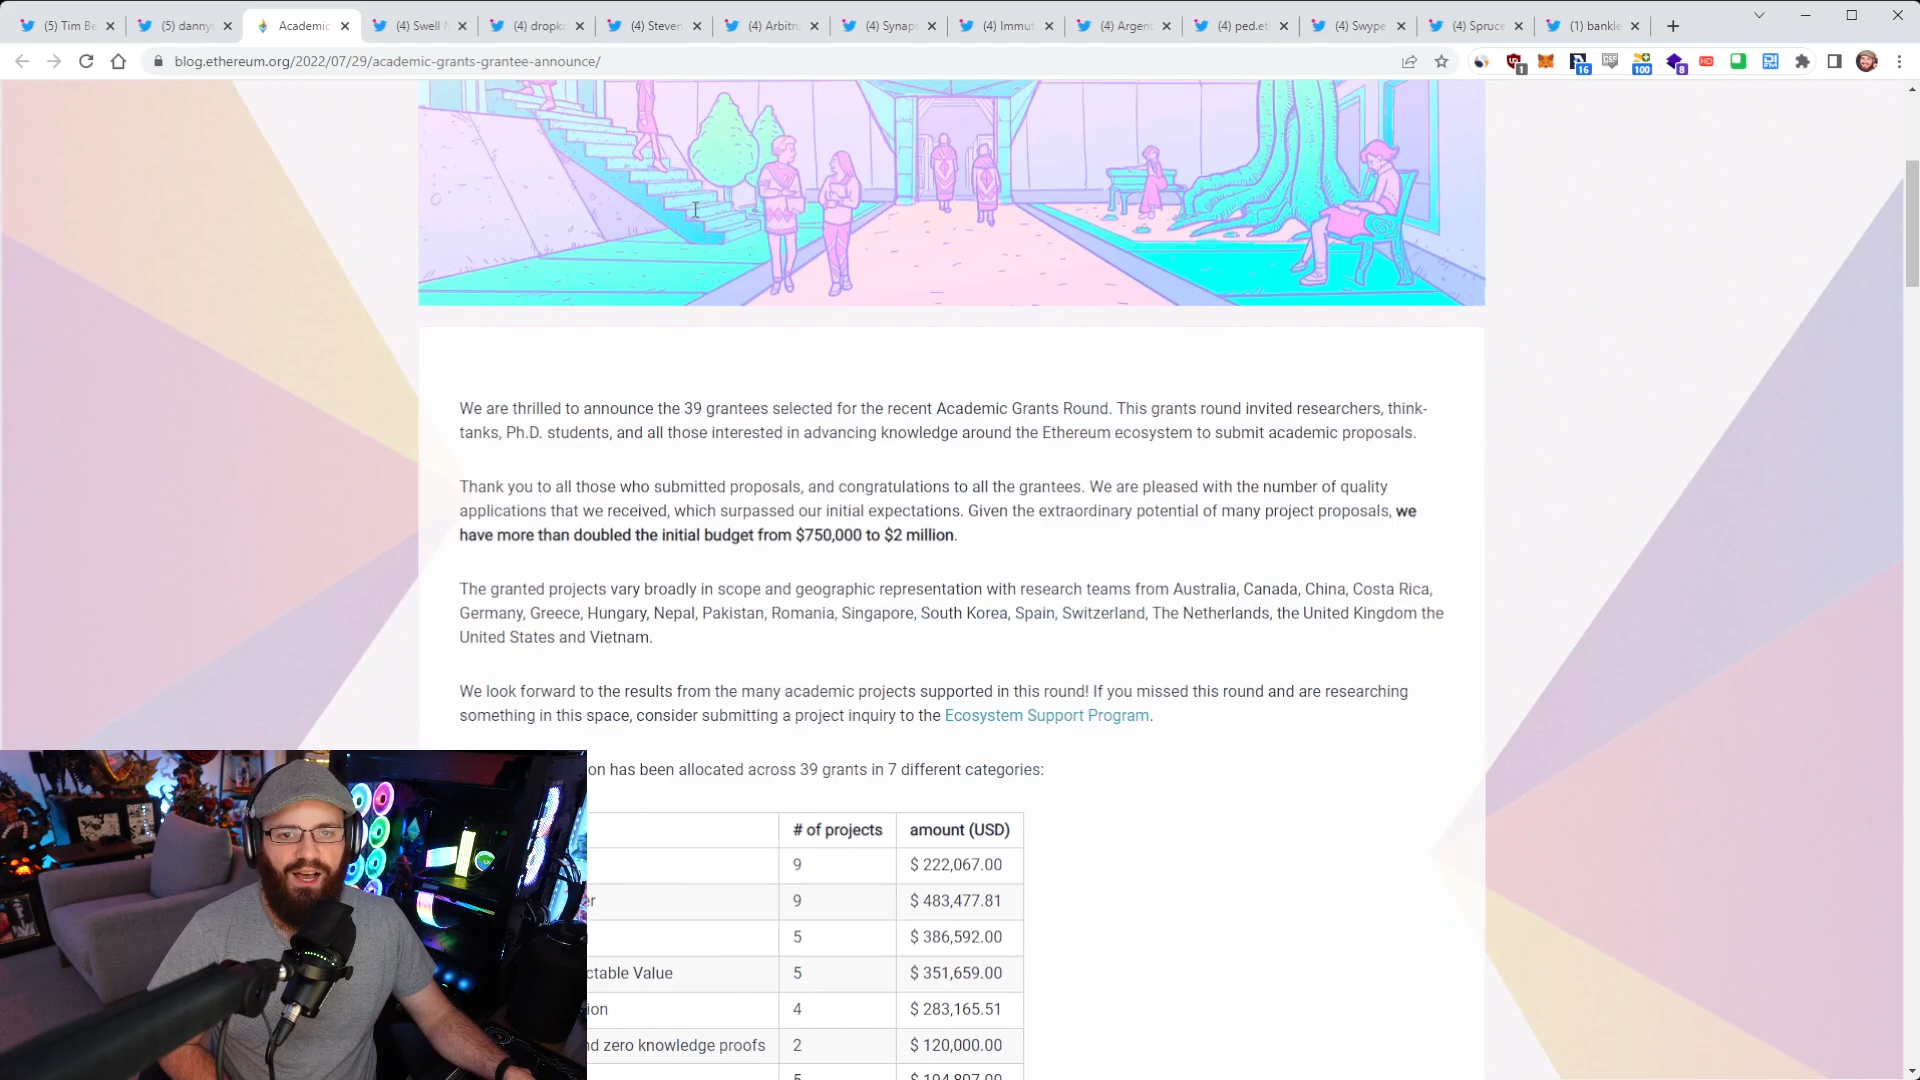 (5) Tim Be
(5) danny
Academic
(4) Swell N
(4) dropk
(4) Steven
(4) Arbitru
(4) Synaps
(4) Immut
(4) Argent
(4) ped.et
(4) Swype
(4) Spruce
(1) bankle
blog.ethereum.org/2022/07/29/academic-grants-grantee-announce/
1
16
100
8
HD
We are thrilled to announce the 39 grantees selected for the recent Academic Grants Round. This grants round invited researchers, think-
tanks, Ph.D. students, and all those interested in advancing knowledge around the Ethereum ecosystem to submit academic proposals.
Thank you to all those who submitted proposals, and congratulations to all the grantees. We are pleased with the number of quality
applications that we received, which surpassed our initial expectations. Given the extraordinary potential of many project proposals, we
have more than doubled the initial budget from $750,000 to $2 million.
The granted projects vary broadly in scope and geographic representation with research teams from Australia, Canada, China, Costa Rica,
Germany, Greece, Hungary, Nepal, Pakistan, Romania, Singapore, South Korea, Spain, Switzerland, The Netherlands, the United Kingdom the
United States and Vietnam.
We look forward to the results from the many academic projects supported in this round! If you missed this round and are researching
something in this space, consider submitting a project inquiry to the Ecosystem Support Program.
on has been allocated across 39 grants in 7 different categories:
# of projects amount (USD)
9 $ 222,067.00
er 9 $ 483,477.81
5 $ 386,592.00
ctable Value 5 $ 351,659.00
ion 4 $ 283,165.51
nd zero knowledge proofs 2 $ 120,000.00
5 $ 194,807.00